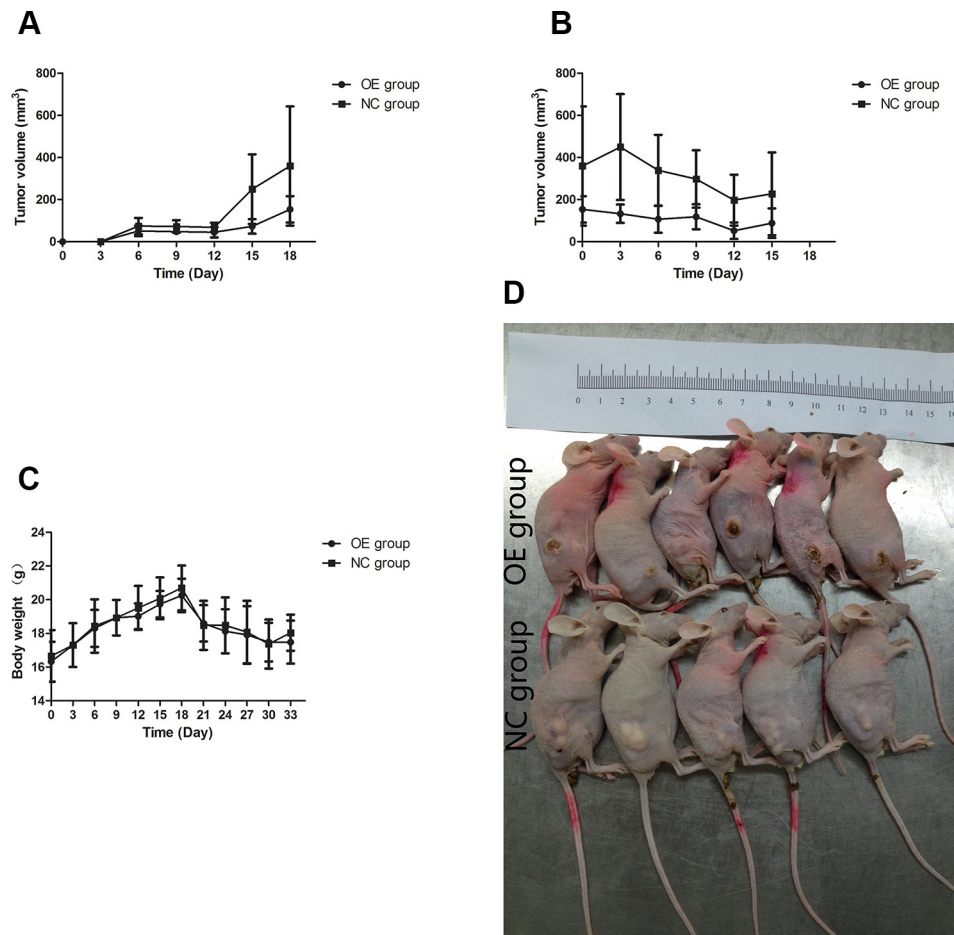 A
Tumor volume (mm3)
800
600
400
200
0
0 3 6 9 12 15 18
Time (Day)
OE group
NC group
B
Tumor volume (mm3)
800
600
400
200
0
0 3 6 9 12 15 18
Time (Day)
OE group
NC group
C
Body weight（g）
24
22
20
18
16
14
0 3 6 9 12 15 18 21 24 27 30 33
Time (Day)
OE group
NC group
D
0 1 2 3 4 5 6 7 8 9 10 11 12 13 14 15 16
OE group
NC group